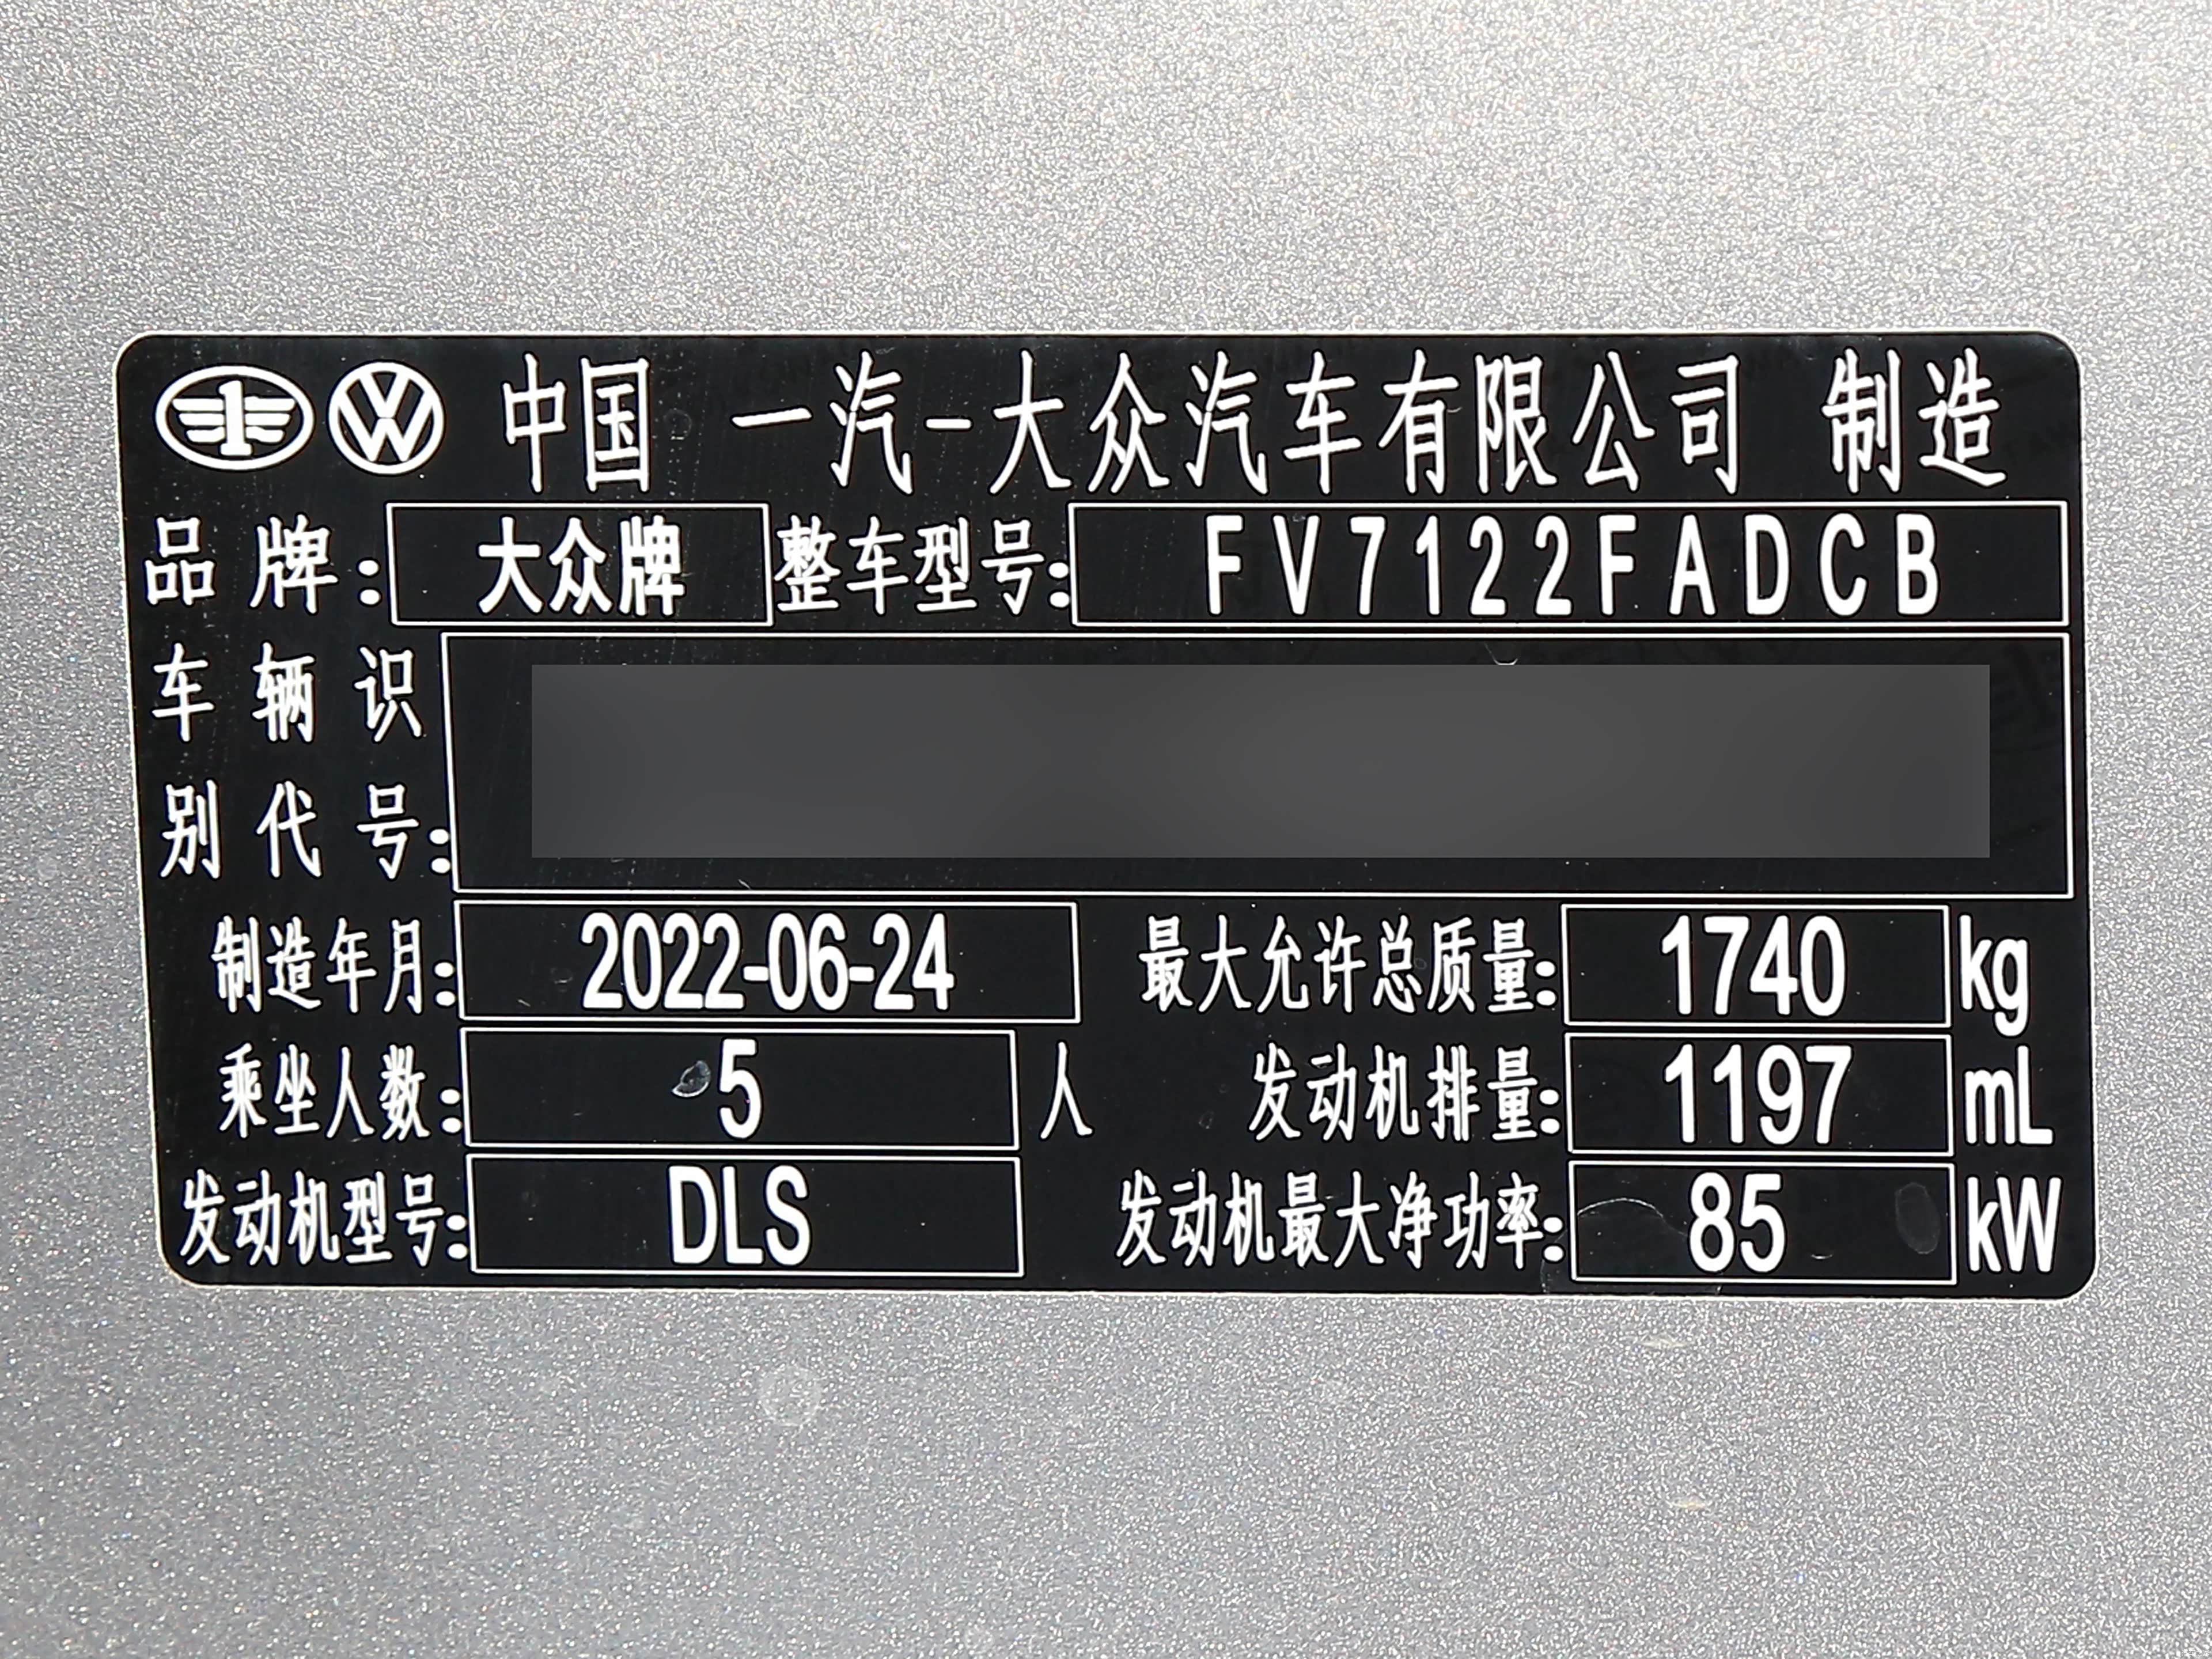 中国 一汽-大众汽车有限公司 制造
品牌: 大众牌 整车型号: FV7122FADCB
车辆识
别代号:
制造年月: 2022-06-24 最大允许总质量: 1740 kg
乘坐人数: 5 人 发动机排量: 1197 mL
发动机型号: DLS 发动机最大净功率: 85 kW